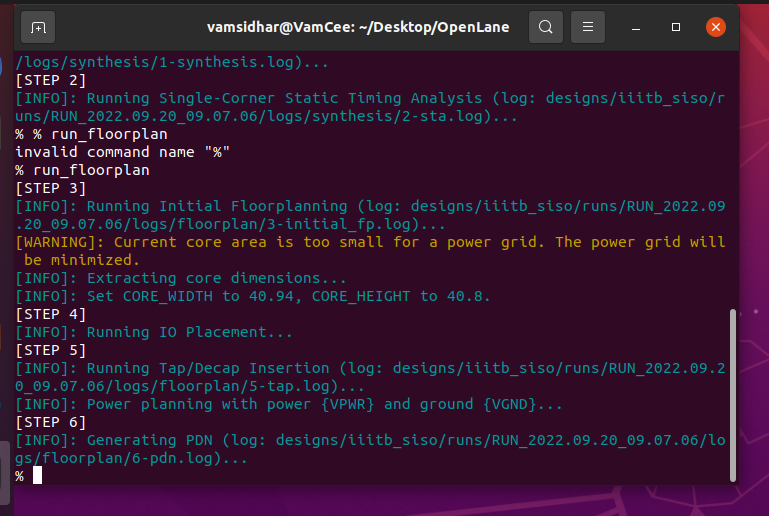 vamsidhar@VamCee: ~/Desktop/OpenLane
/logs/synthesis/1-synthesis.log)...
[STEP 2]
[INFO]: Running Single-Corner Static Timing Analysis (log: designs/iiitb_siso/r
uns/RUN_2022.09.20_09.07.06/logs/synthesis/2-sta.log)...
% % run_floorplan
invalid command name "%"
% run_floorplan
[STEP 3]
[INFO]: Running Initial Floorplanning (log: designs/iiitb_siso/runs/RUN_2022.09
.20_09.07.06/logs/floorplan/3-initial_fp.log)...
[WARNING]: Current core area is too small for a power grid. The power grid will
 be minimized.
[INFO]: Extracting core dimensions...
[INFO]: Set CORE_WIDTH to 40.94, CORE_HEIGHT to 40.8.
[STEP 4]
[INFO]: Running IO Placement...
[STEP 5]
[INFO]: Running Tap/Decap Insertion (log: designs/iiitb_siso/runs/RUN_2022.09.2
0_09.07.06/logs/floorplan/5-tap.log)...
[INFO]: Power planning with power {VPWR} and ground {VGND}...
[STEP 6]
[INFO]: Generating PDN (log: designs/iiitb_siso/runs/RUN_2022.09.20_09.07.06/lo
gs/floorplan/6-pdn.log)...
%